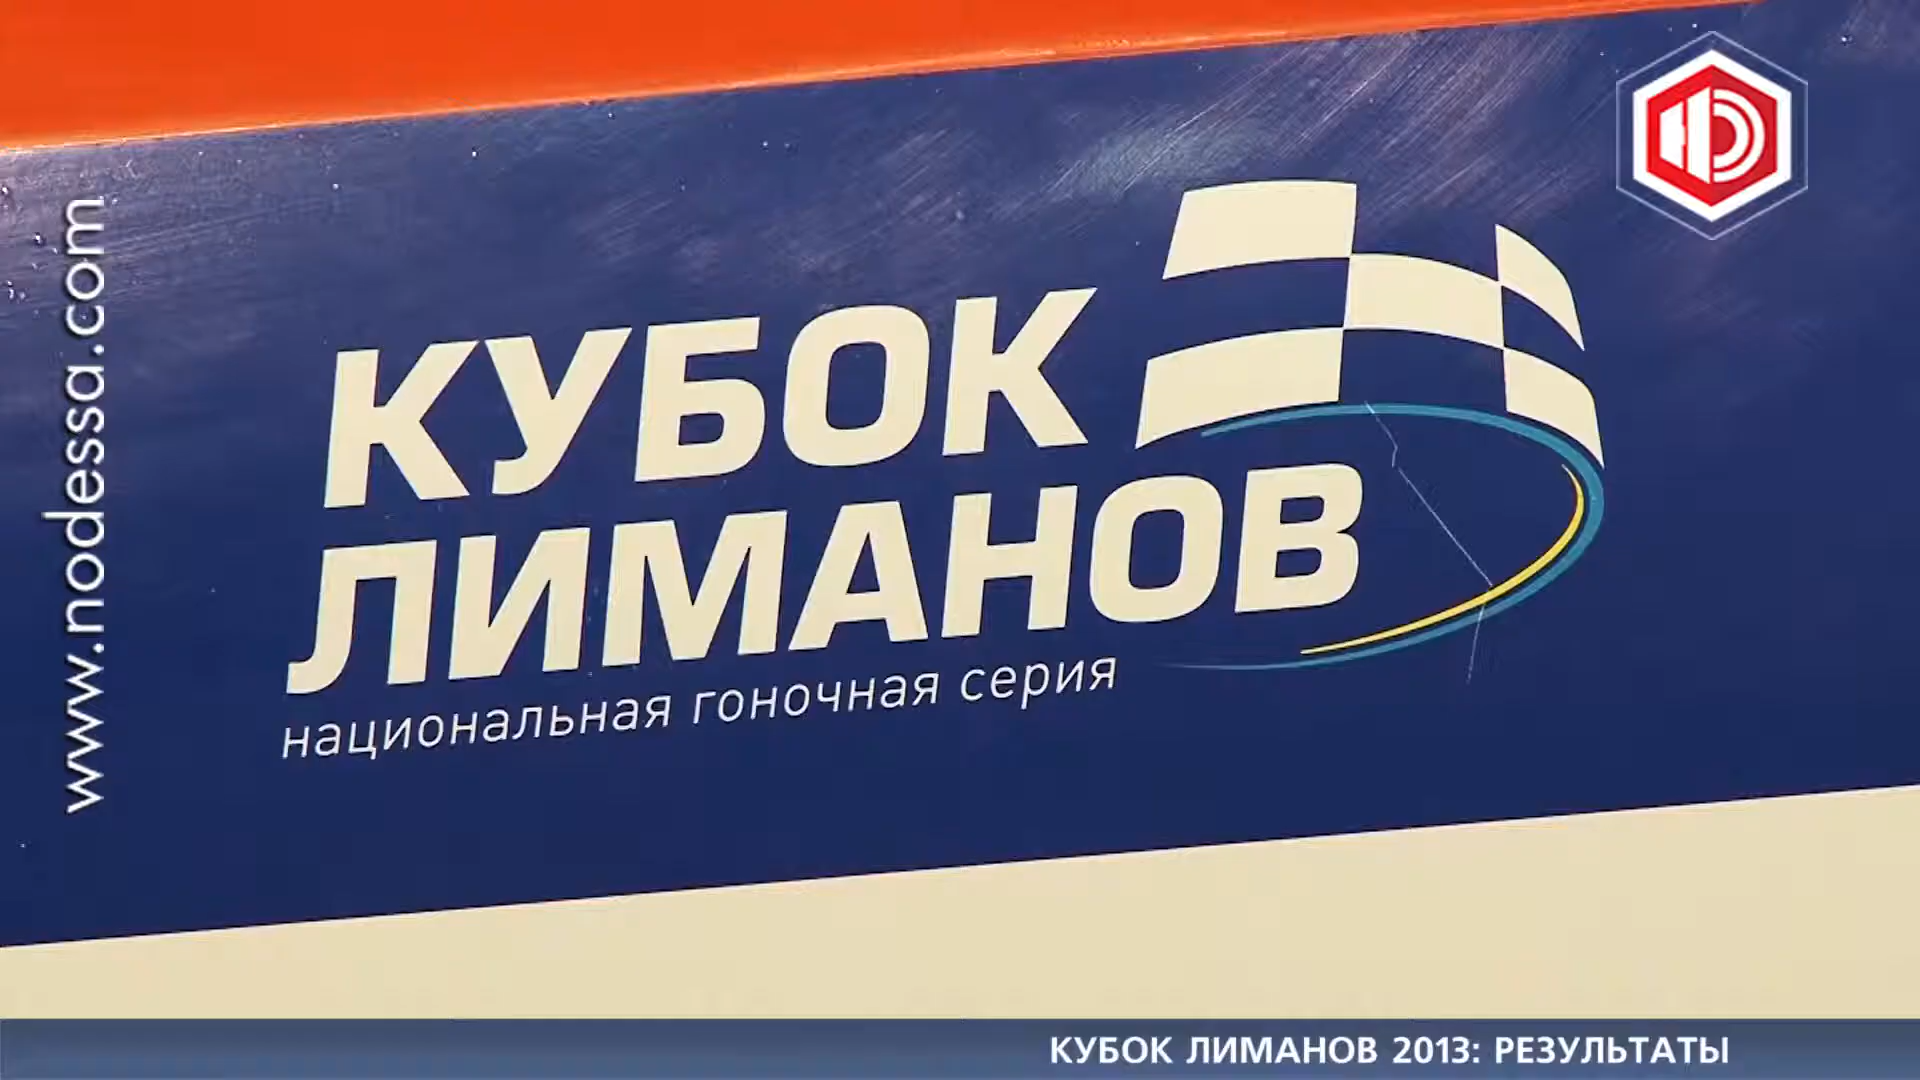 www.nodessa.com
КУБОК
ЛИМАНОВ
национальная гоночная серия
КУБОК ЛИМАНОВ 2013: РЕЗУЛЬТАТЫ